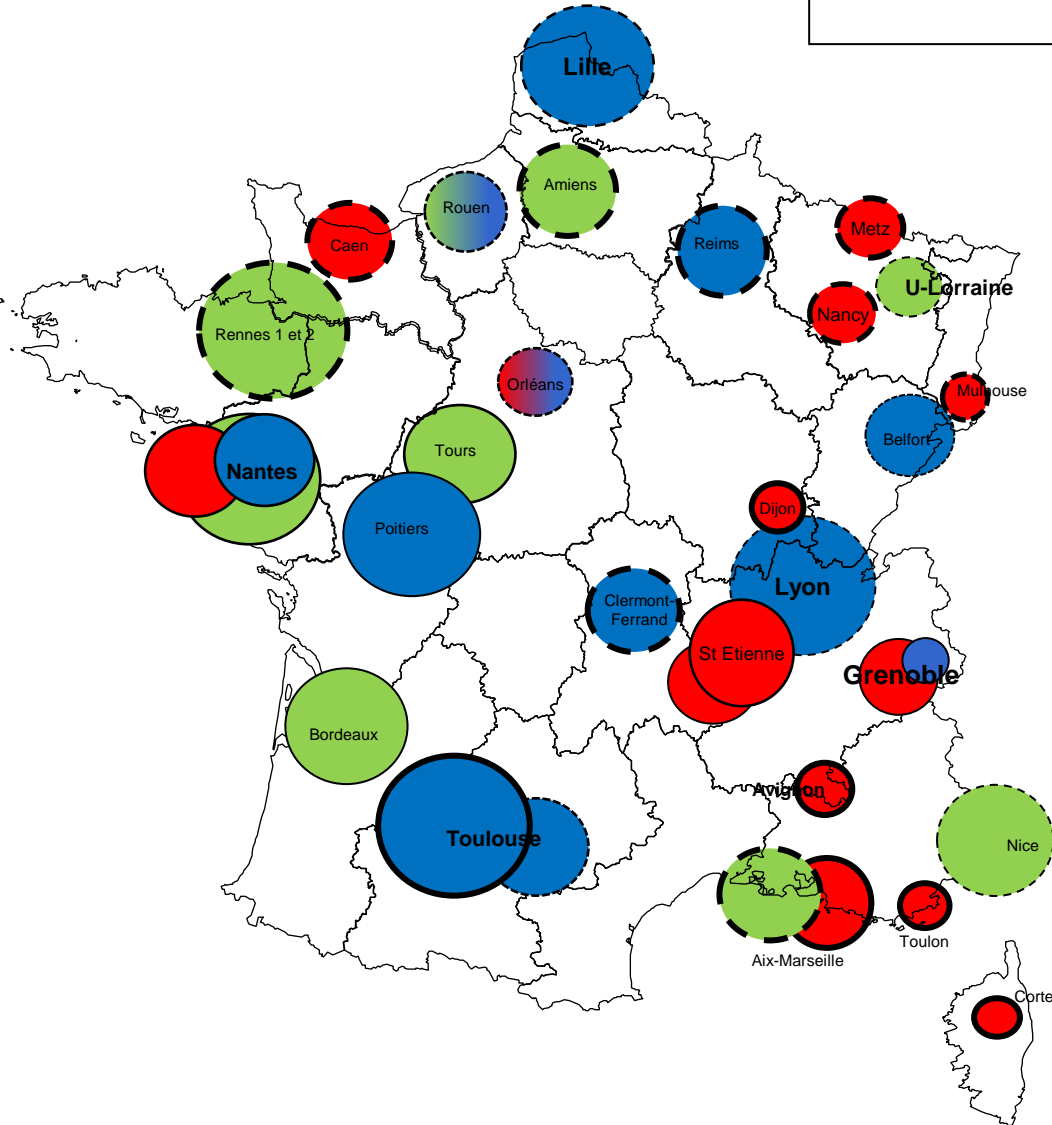 Lille
Amiens
Rouen
Caen
Reims
Metz
U-Lorraine
Nancy
Rennes 1 et 2
Orléans
Mulhouse
Belfort
Tours
Nantes
Poitiers
Dijon
Lyon
Clermont-
Ferrand
St Etienne
Grenoble
Bordeaux
Avignon
Toulouse
Nice
Toulon
Aix-Marseille
Corte